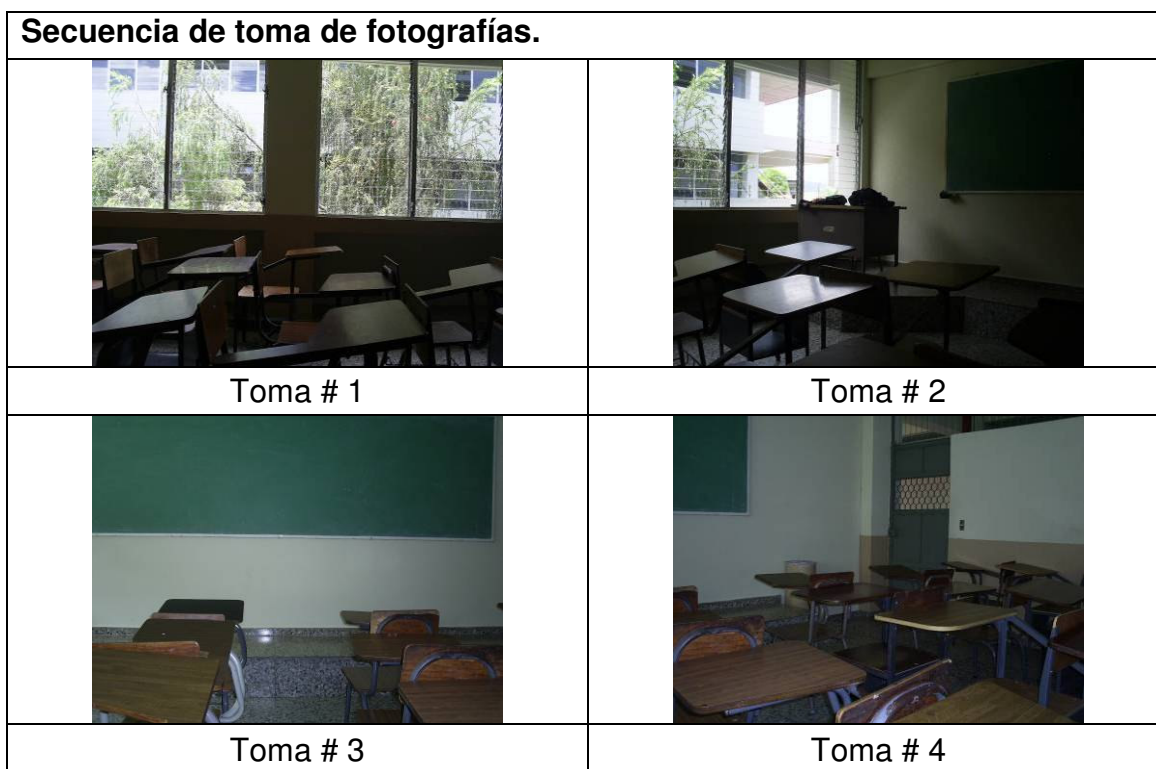 Secuencia de toma de fotografías.
Toma # 1
Toma # 2
Toma # 3
Toma # 4